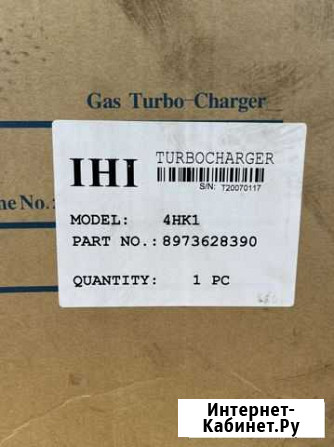 Gas Turbo-Charger
IHI TURBOCHARGER
S/N: T20070117
ne No.:
MODEL: 4HK1
PART NO.: 8973628390
QUANTITY: 1 PC
Интернет-
Кабинет.Ру